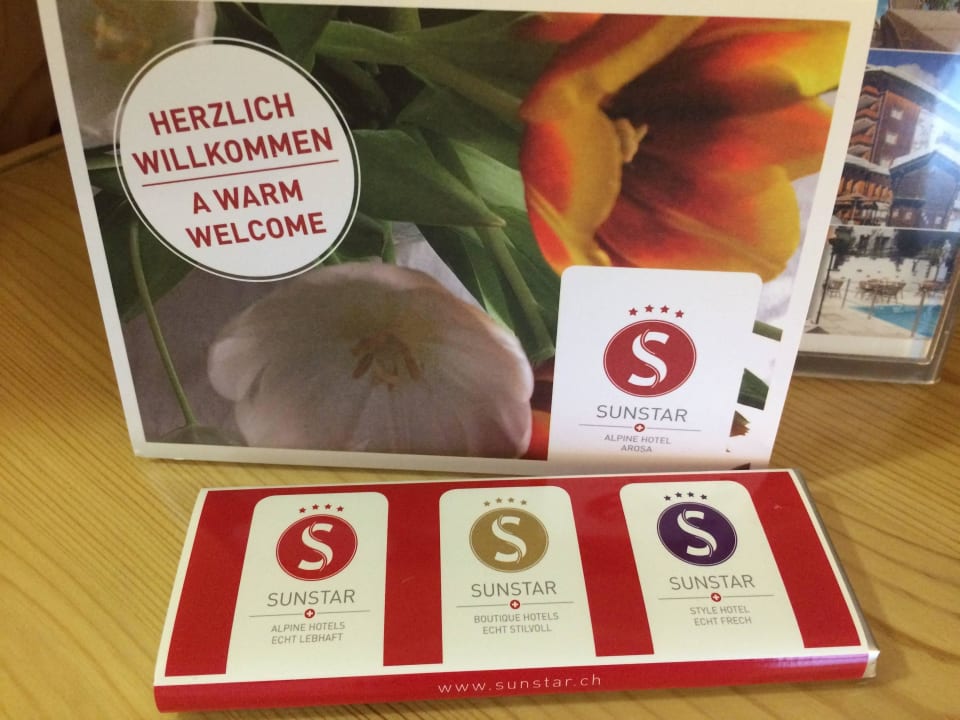 HERZLICH
WILLKOMMEN
A WARM
WELCOME
S
SUNSTAR
ALPINE HOTEL
AROSA
S
SUNSTAR
ALPINE HOTELS
ECHT LEBHAFT
S
SUNSTAR
BOUTIQUE HOTELS
ECHT STILVOLL
S
SUNSTAR
STYLE HOTEL
ECHT FRECH
www.sunstar.ch